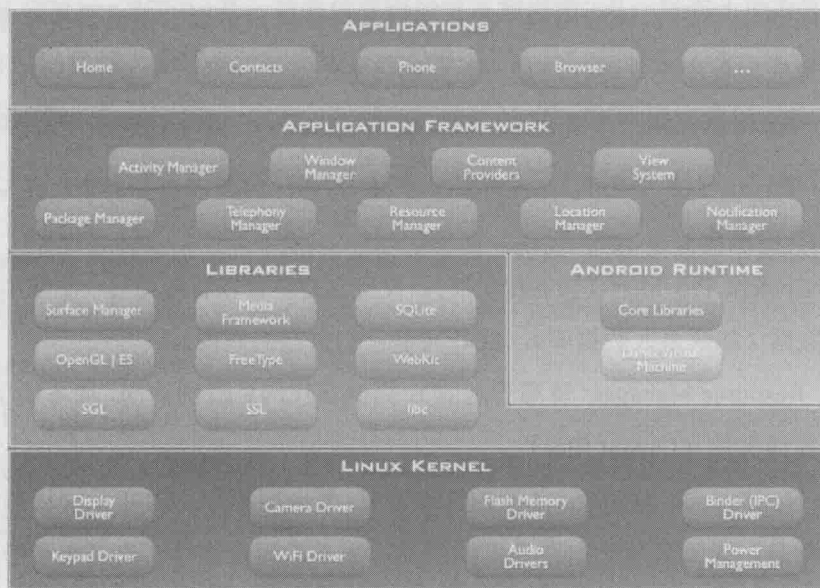 APPLICATIONS
Home
Contacts
Phone
Browser
...
APPLICATION FRAMEWORK
Activity Manager
Window
Manager
Content
Providers
View
System
Package Manager
Telephony
Manager
Resource
Manager
Location
Manager
Notification
Manager
LIBRARIES
Surface Manager
Media
Framework
SQLite
OpenGL | ES
FreeType
WebKit
SGL
SSL
libc
ANDROID RUNTIME
Core Libraries
Dalvik Virtual
Machine
LINUX KERNEL
Display
Driver
Camera Driver
Flash Memory
Driver
Binder (IPC)
Driver
Keypad Driver
WiFi Driver
Audio
Drivers
Power
Management